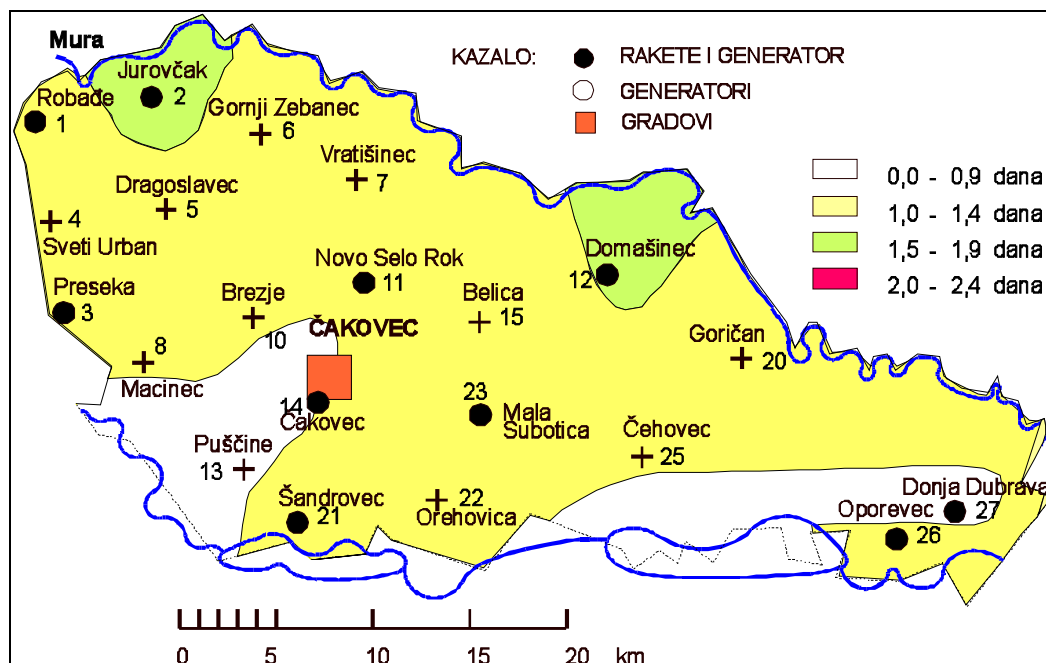 Mura
KAZALO:
RAKETE I GENERATOR
GENERATORI
GRADOVI
0,0 - 0,9 dana
1,0 - 1,4 dana
1,5 - 1,9 dana
2,0 - 2,4 dana
Jurovčak
2
Robađe
1
Gornji Zebanec
6
Vratišinec
7
Dragoslavec
5
4
Sveti Urban
Domašinec
12
Novo Selo Rok
11
Preseka
3
Brezje
10
Belica
15
ČAKOVEC
Goričan
20
8
Macinec
14
Čakovec
23
Mala
Subotica
Čehovec
25
Puščine
13
Šandrovec
21
22
Orehovica
Donja Dubrava
27
Oporevec
26
0 5 10 20 km